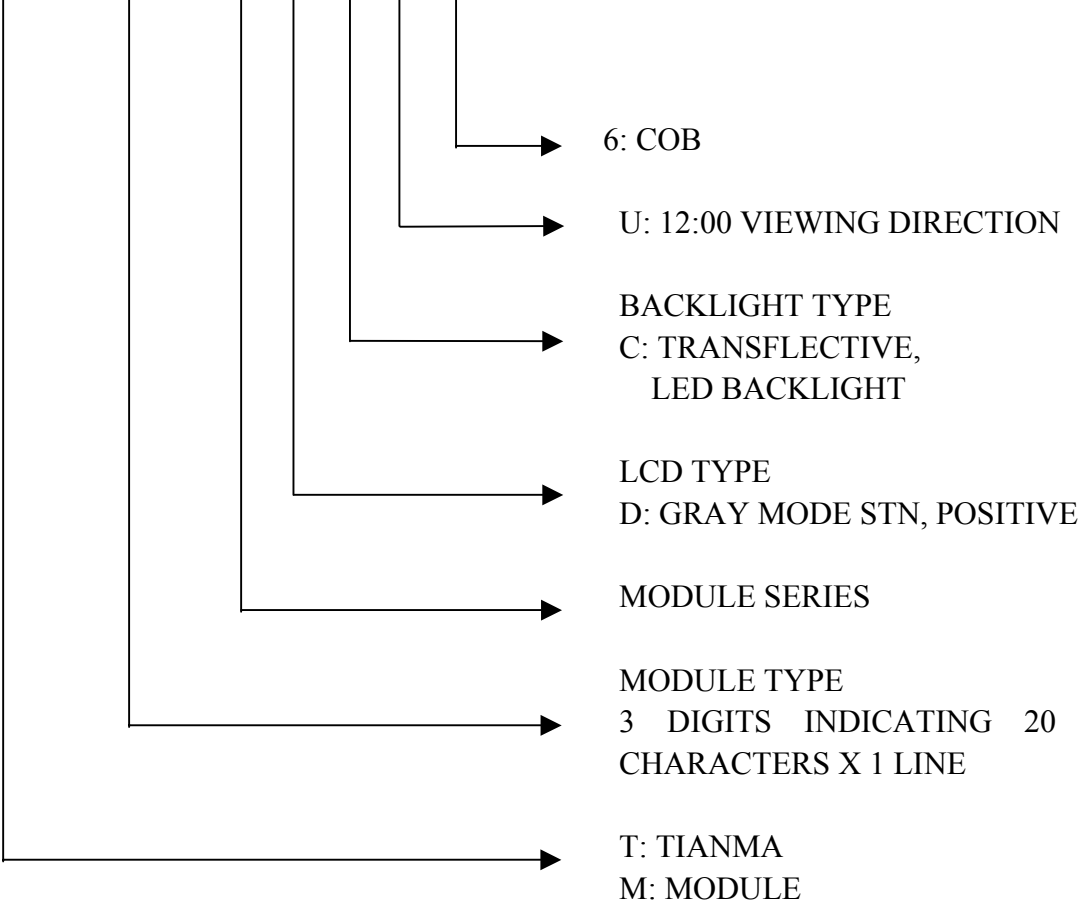 6: COB
U: 12:00 VIEWING DIRECTION
BACKLIGHT TYPE
C: TRANSFLECTIVE,
LED BACKLIGHT
LCD TYPE
D: GRAY MODE STN, POSITIVE
MODULE SERIES
MODULE TYPE
3 DIGITS INDICATING 20
CHARACTERS X 1 LINE
T: TIANMA
M: MODULE